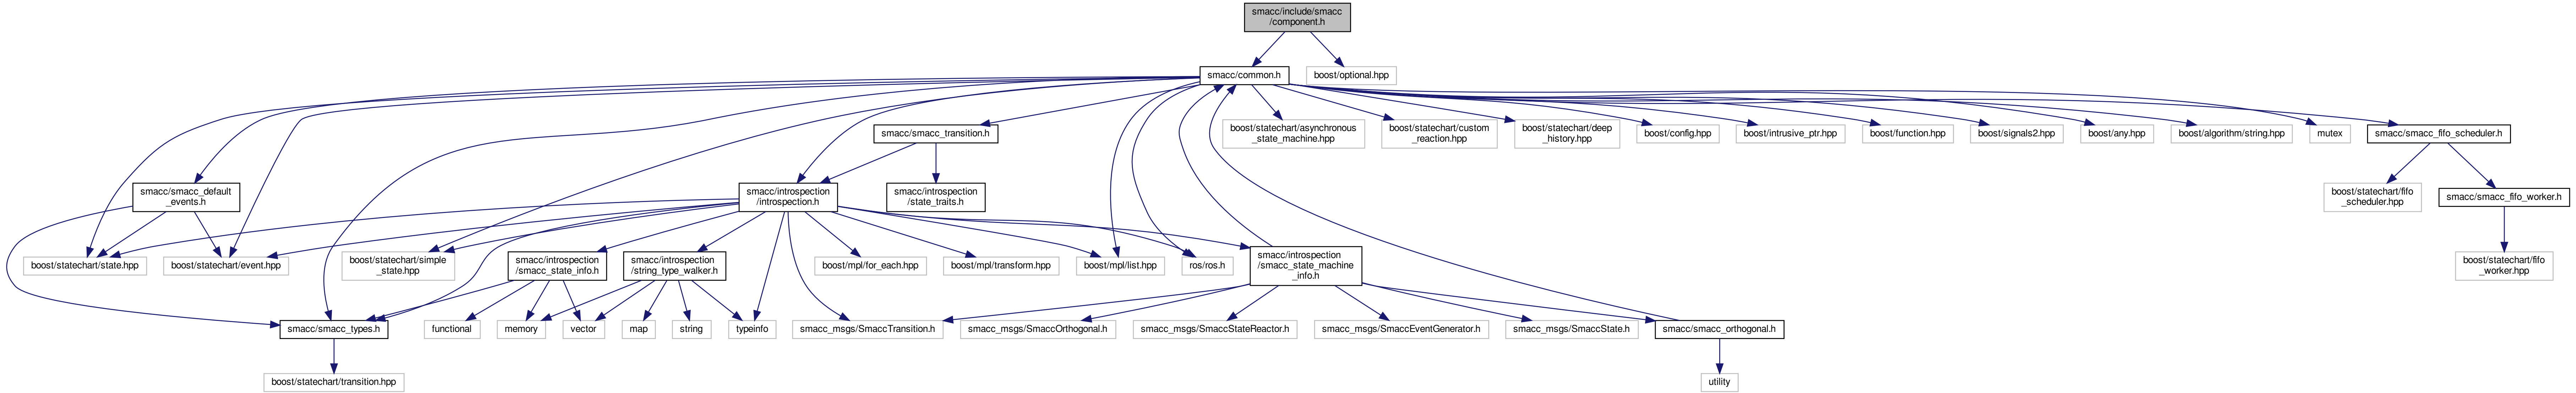 smacc/include/smacc
/component.h
smacc/common.h
boost/optional.hpp
smacc/smacc_transition.h
boost/statechart/asynchronous
_state_machine.hpp
boost/statechart/custom
_reaction.hpp
boost/statechart/deep
_history.hpp
boost/config.hpp
boost/intrusive_ptr.hpp
boost/function.hpp
boost/signals2.hpp
boost/any.hpp
boost/algorithm/string.hpp
mutex
smacc/smacc_fifo_scheduler.h
smacc/smacc_default
_events.h
smacc/introspection
/introspection.h
smacc/introspection
/state_traits.h
boost/statechart/fifo
_scheduler.hpp
smacc/smacc_fifo_worker.h
boost/statechart/state.hpp
boost/statechart/event.hpp
boost/statechart/simple
_state.hpp
smacc/introspection
/smacc_state_info.h
smacc/introspection
/string_type_walker.h
boost/mpl/for_each.hpp
boost/mpl/transform.hpp
boost/mpl/list.hpp
ros/ros.h
smacc/introspection
/smacc_state_machine
_info.h
boost/statechart/fifo
_worker.hpp
smacc/smacc_types.h
functional
memory
vector
map
string
typeinfo
smacc_msgs/SmaccTransition.h
smacc_msgs/SmaccOrthogonal.h
smacc_msgs/SmaccStateReactor.h
smacc_msgs/SmaccEventGenerator.h
smacc_msgs/SmaccState.h
smacc/smacc_orthogonal.h
boost/statechart/transition.hpp
utility